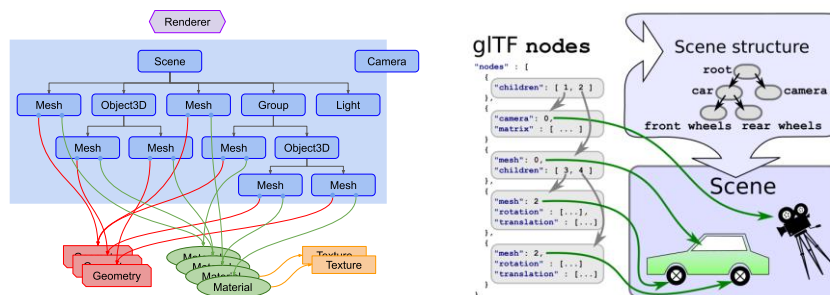 Renderer
Scene
Camera
Mesh
Object3D
Mesh
Group
Light
Mesh
Mesh
Mesh
Object3D
Mesh
Mesh
Geometry
Material
Texture
Texture
glTF nodes
"nodes" : [
{
"children": [ 1, 2 ]
},
{
"camera": 0,
"matrix" : [ ... ]
},
{
"mesh": 0,
"children": [ 3, 4 ]
},
{
"mesh": 2
"rotation" : [...],
"translation" : [...]
},
{
"mesh": 2,
"rotation" : [...]
"translation" : [...]
},
Scene structure
root
car
camera
front wheels
rear wheels
Scene